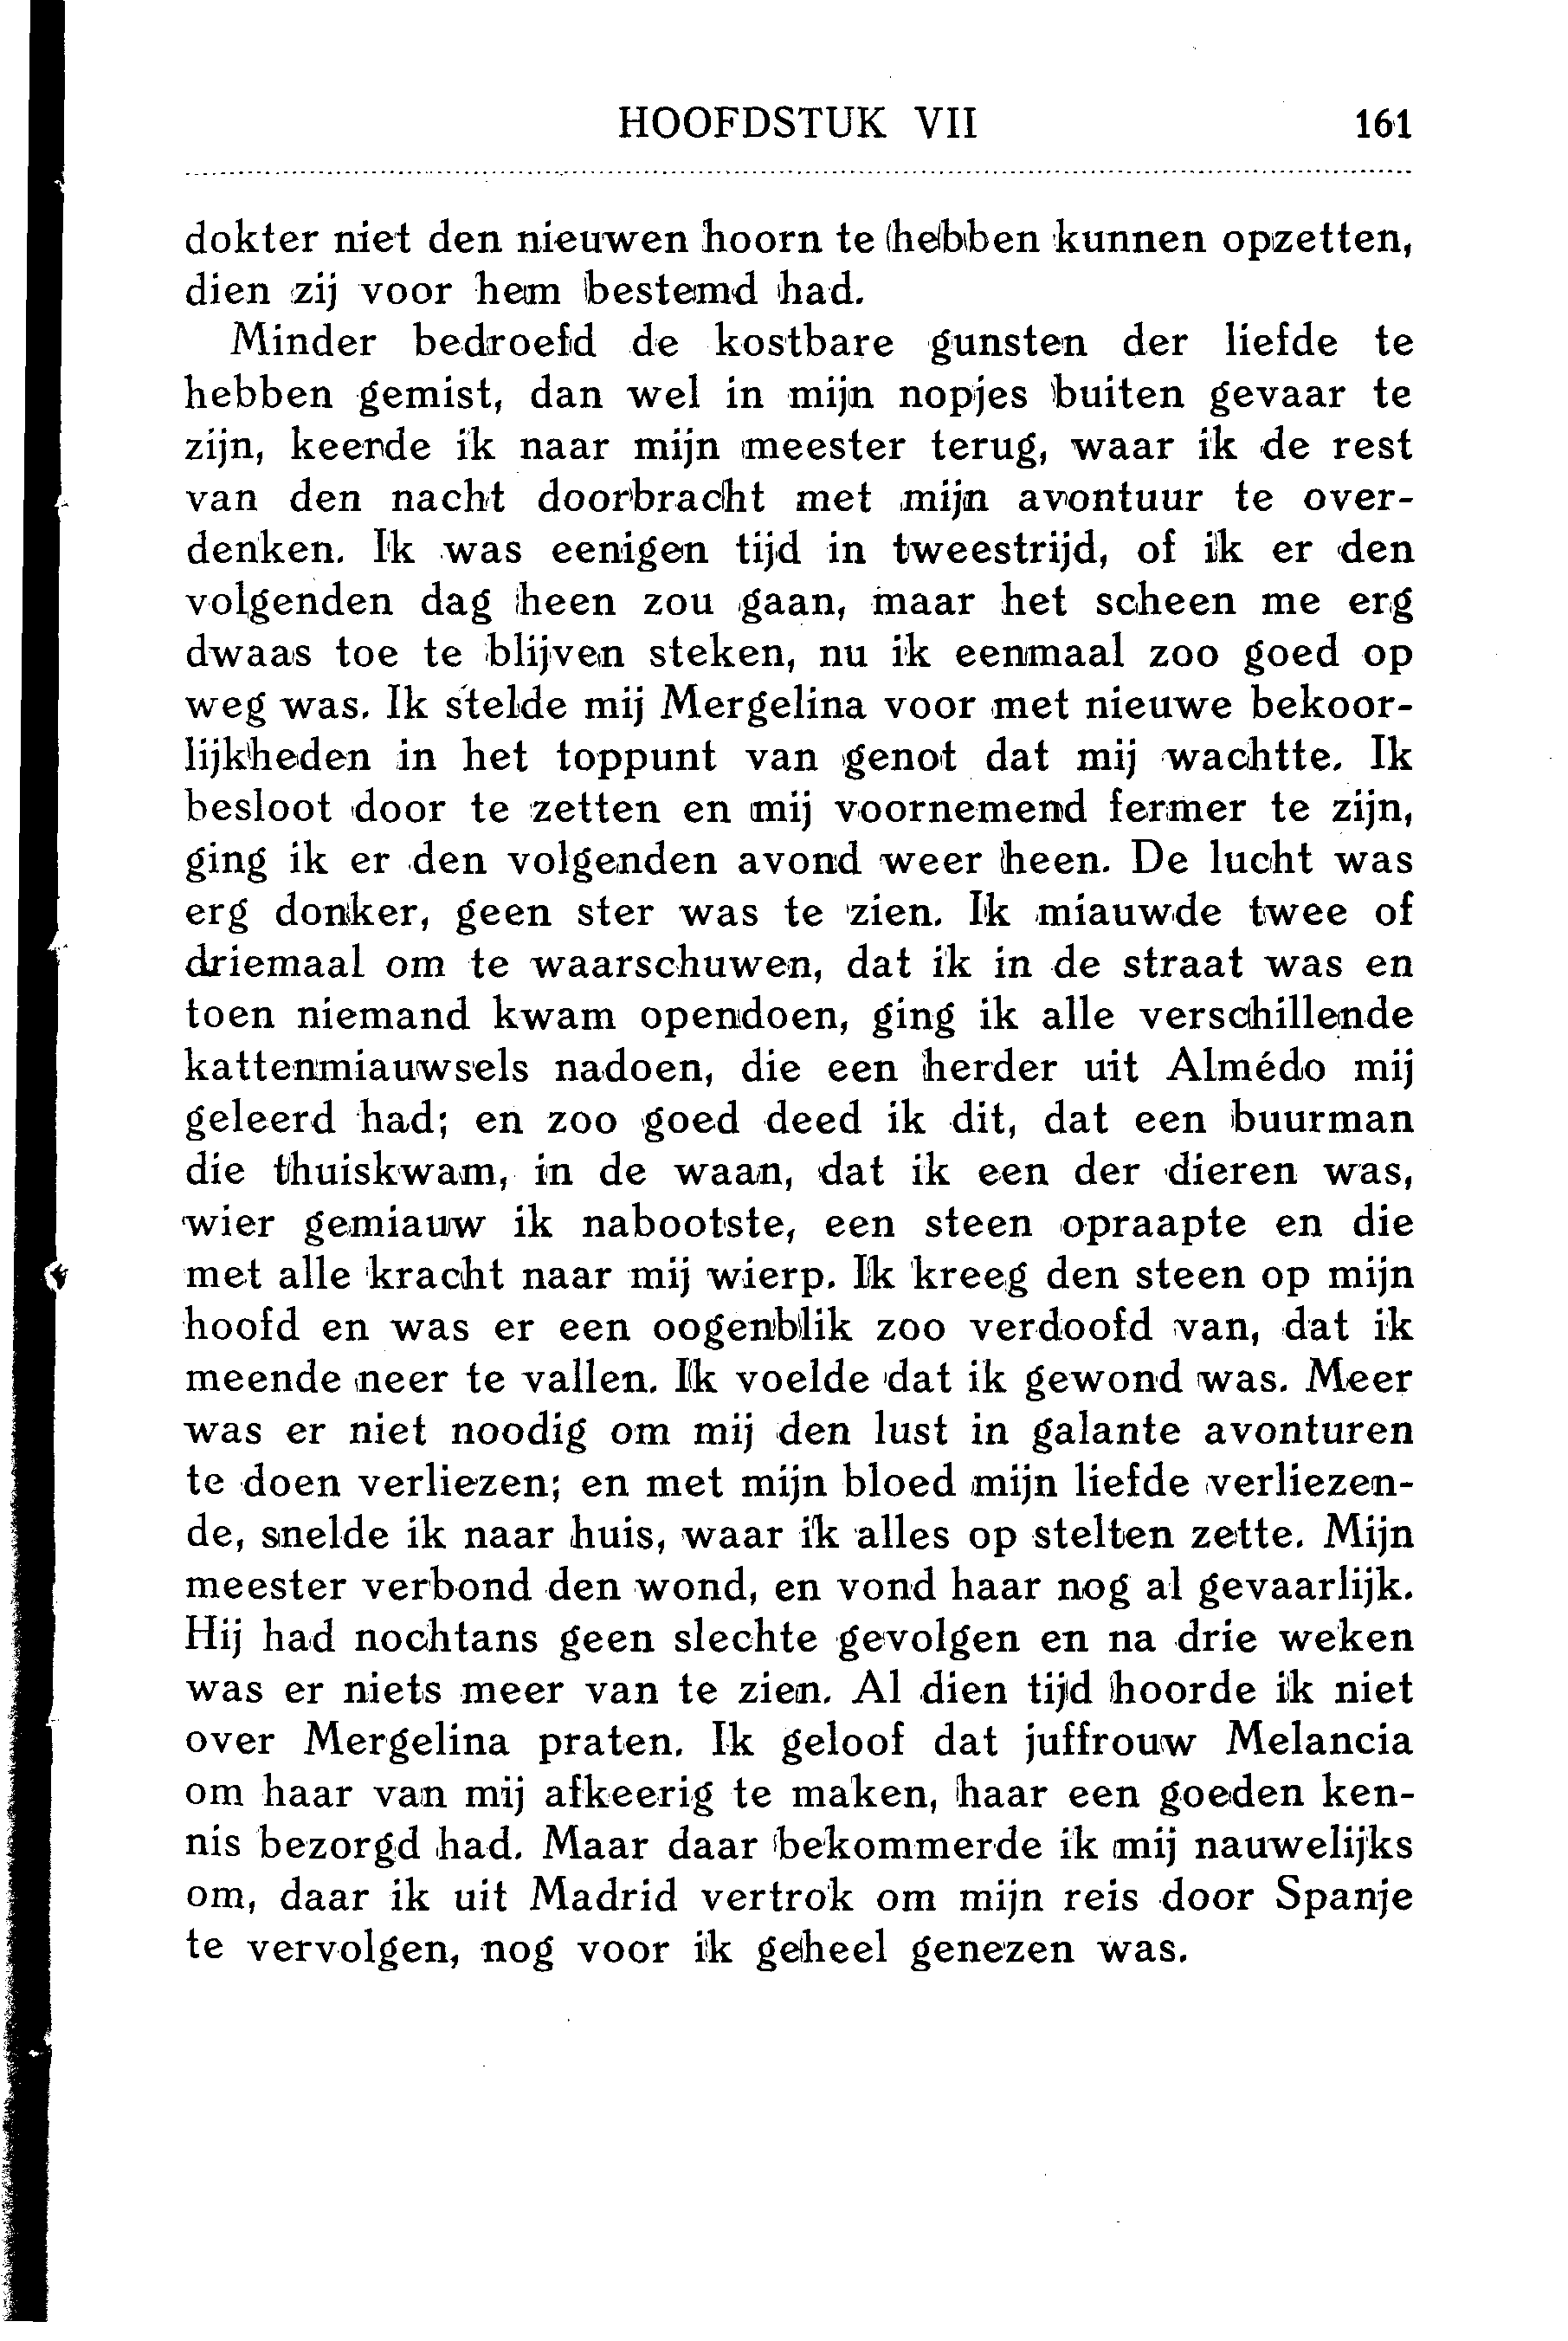 HOOFDSTUK VII 161
dokter niet den nieuwen hoorn te hebben kunnen opzetten,
dien zij voor hem bestemd had.
Minder bedroefd de kostbare gunsten der liefde te
hebben gemist, dan wel in mijn nopjes buiten gevaar te
zijn, keerde ik naar mijn meester terug, waar ik de rest
van den nacht doorbracht met mijn avontuur te over-
denken. Ik was eenigen tijd in tweestrijd, of ik er den
volgenden dag heen zou gaan, maar het scheen me erg
dwaas toe te blijven steken, nu ik eenmaal zoo goed op
weg was. Ik stelde mij Mergelina voor met nieuwe bekoor-
lijkheden in het toppunt van genot dat mij wachtte. Ik
besloot door te zetten en mij voornemend fermer te zijn,
ging ik er den volgenden avond weer heen. De lucht was
erg donker, geen ster was te zien. Ik miauwde twee of
driemaal om te waarschuwen, dat ik in de straat was en
toen niemand kwam opendoen, ging ik alle verschillende
kattenmiauwsels nadoen, die een herder uit Almédo mij
geleerd had; en zoo goed deed ik dit, dat een buurman
die thuiskwam, in de waan, dat ik een der dieren was,
wier gemiauw ik nabootste, een steen opraapte en die
met alle kracht naar mij wierp. Ik kreeg den steen op mijn
hoofd en was er een oogenblik zoo verdoofd van, dat ik
meende neer te vallen. Ik voelde dat ik gewond was. Meer
was er niet noodig om mij den lust in galante avonturen
te doen verliezen; en met mijn bloed mijn liefde verliezen-
de, snelde ik naar huis, waar ik alles op stelten zette. Mijn
meester verbond den wond, en vond haar nog al gevaarlijk.
Hij had nochtans geen slechte gevolgen en na drie weken
was er niets meer van te zien. Al dien tijd hoorde ik niet
over Mergelina praten. Ik geloof dat juffrouw Melancia
om haar van mij afkeerig te maken, haar een goeden ken-
nis bezorgd had. Maar daar bekommerde ik mij nauwelijks
om, daar ik uit Madrid vertrok om mijn reis door Spanje
te vervolgen, nog voor ik geheel genezen was.